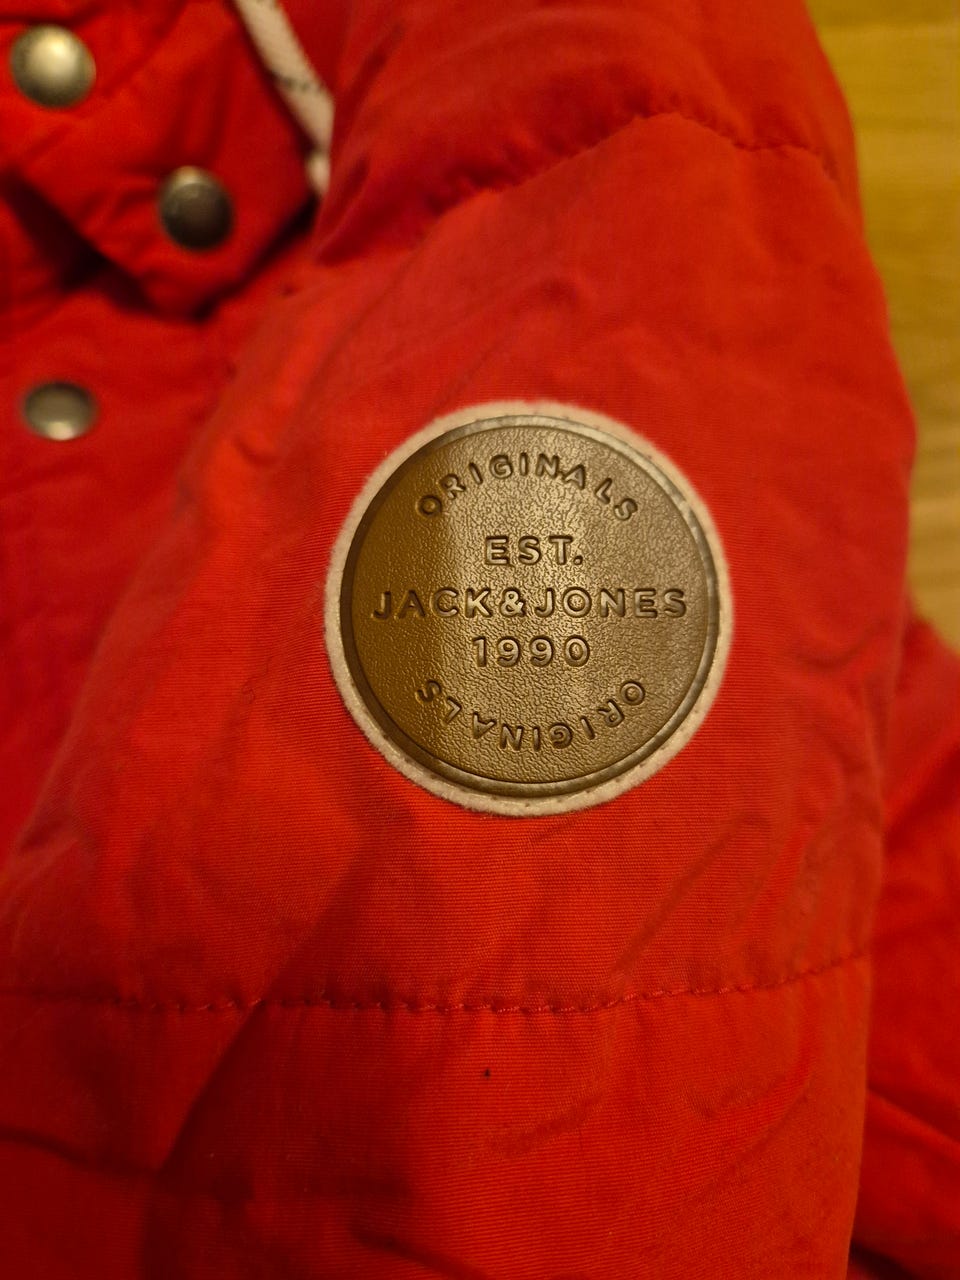 ORIGINALS
EST.
JACK&JONES
1990
ORIGINALS